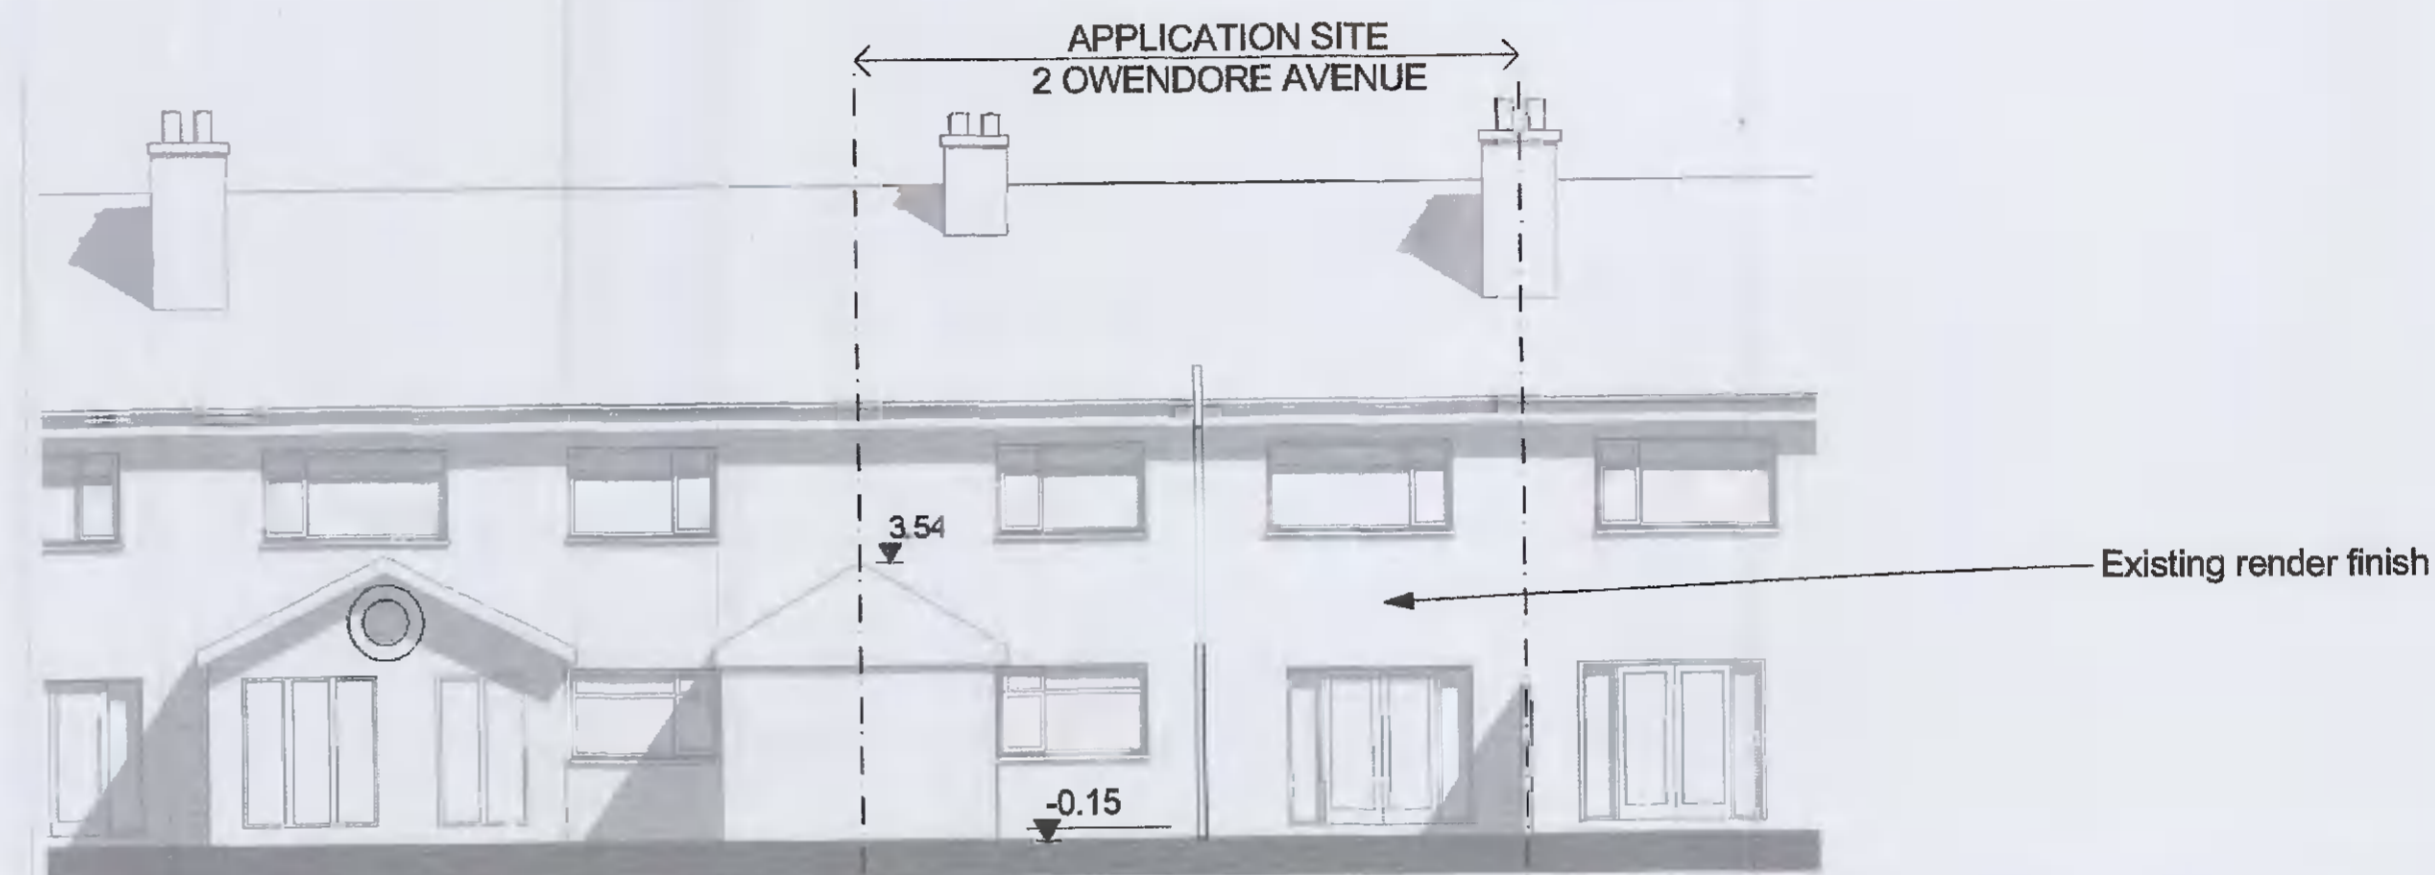 APPLICATION SITE
2 OWENDORE AVENUE
3.54
Existing render finish
-0.15